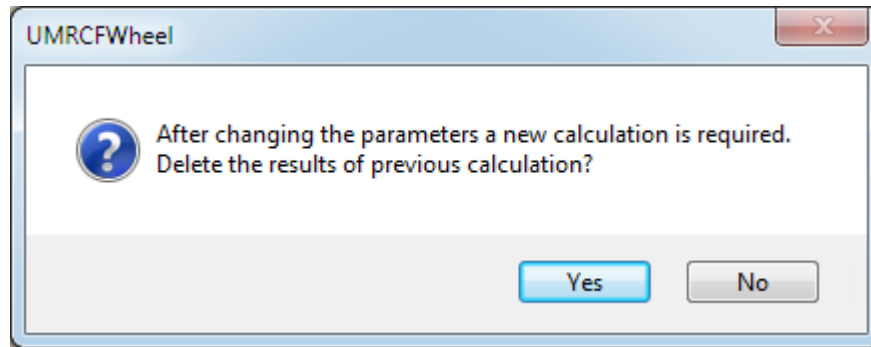 UMRCFWheel
After changing the parameters a new calculation is required.
Delete the results of previous calculation?
Yes
No